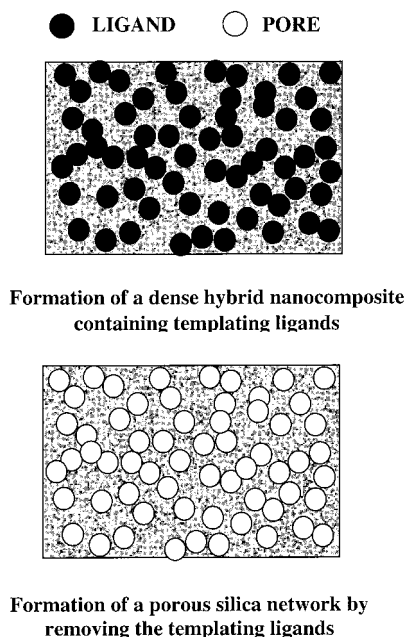 LIGAND PORE
Formation of a dense hybrid nanocomposite
containing templating ligands
Formation of a porous silica network by
removing the templating ligands